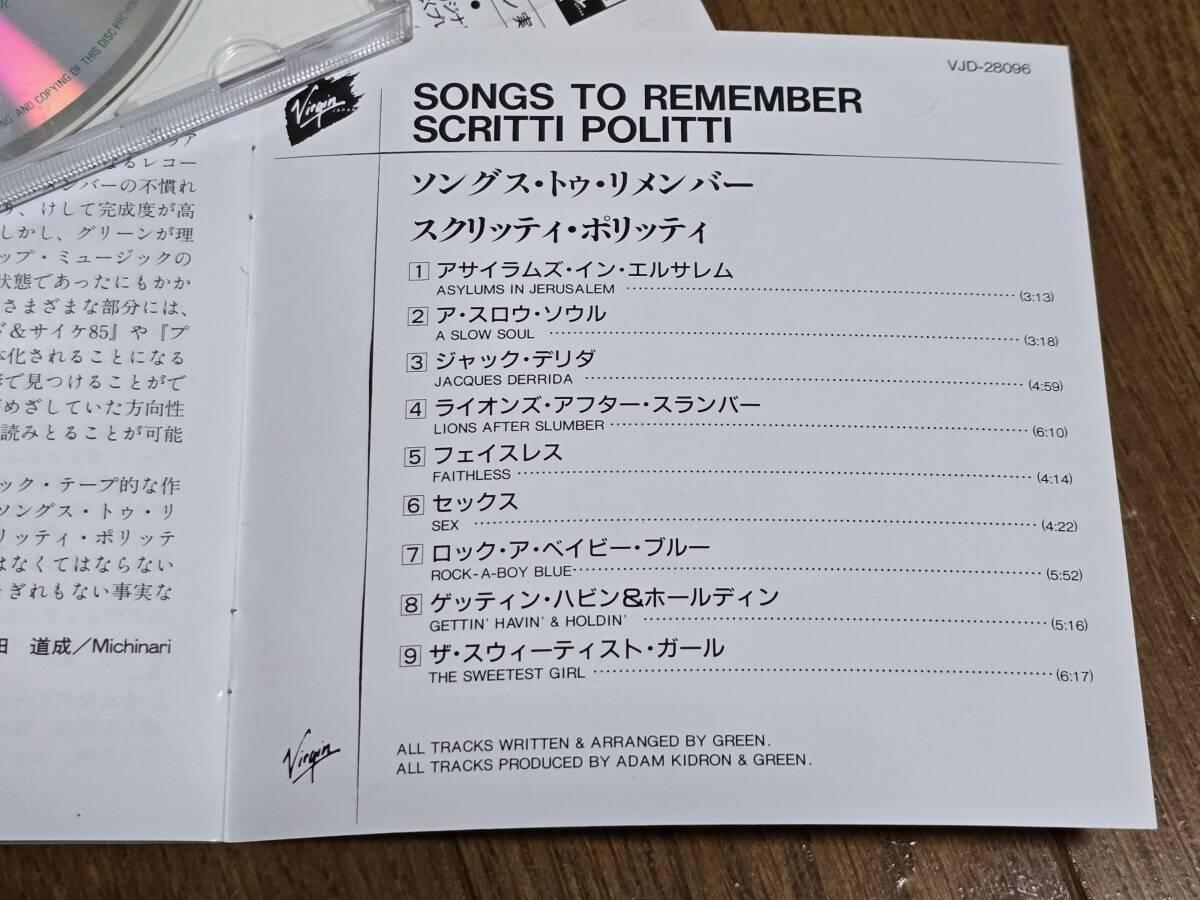 AND COPYING OF THIS DISC PROHIB
るレコー
バーの不慣れ
、けして完成度が高
しかし、グリーンが理
ップ・ミュージックの
状態であったにもかか
さまざまな部分には、
＆サイケ85』や『プ
体化されることになる
で見つけることがで
めざしていた方向性
読みとることが可能
ック・テープ的な作
ソングス・トゥ・リ
リッティ・ポリッテ
はなくてはならない
ぎれもない事実な
田 道成／Michinari
Virgin
JAPAN
VJD-28096
SONGS TO REMEMBER
SCRITTI POLITTI
ソングス・トゥ・リメンバー
スクリッティ・ポリッティ
1 アサイラムズ・イン・エルサレム
ASYLUMS IN JERUSALEM (3:13)
2 ア・スロウ・ソウル
A SLOW SOUL (3:18)
3 ジャック・デリダ
JACQUES DERRIDA (4:59)
4 ライオンズ・アフター・スランバー
LIONS AFTER SLUMBER (6:10)
5 フェイスレス
FAITHLESS (4:14)
6 セックス
SEX (4:22)
7 ロック・ア・ベイビー・ブルー
ROCK-A-BOY BLUE (5:52)
8 ゲッティン・ハビン&ホールディン
GETTIN' HAVIN' & HOLDIN' (5:16)
9 ザ・スウィーティスト・ガール
THE SWEETEST GIRL (6:17)
Virgin
ALL TRACKS WRITTEN & ARRANGED BY GREEN.
ALL TRACKS PRODUCED BY ADAM KIDRON & GREEN.